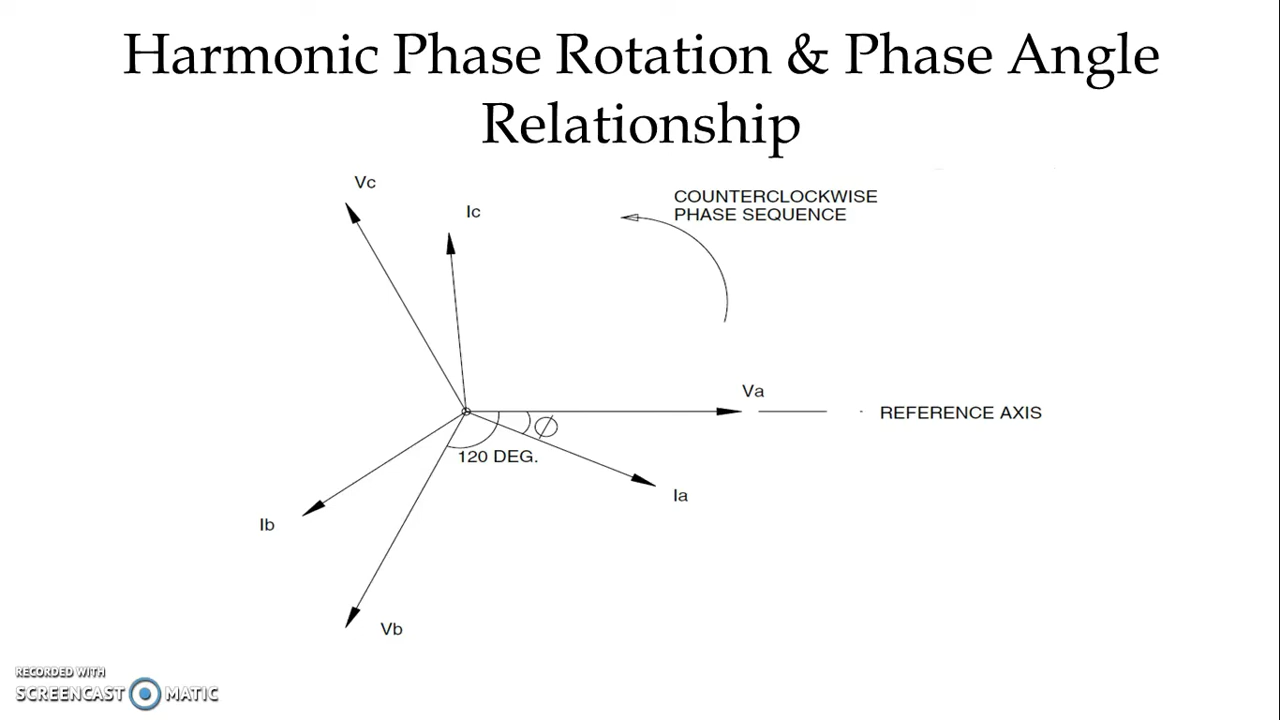 Harmonic Phase Rotation & Phase Angle
Relationship
Vc
Ic
COUNTERCLOCKWISE
PHASE SEQUENCE
Va
REFERENCE AXIS
Ø
120 DEG.
Ia
Ib
Vb
RECORDED WITH
SCREENCAST MATIC